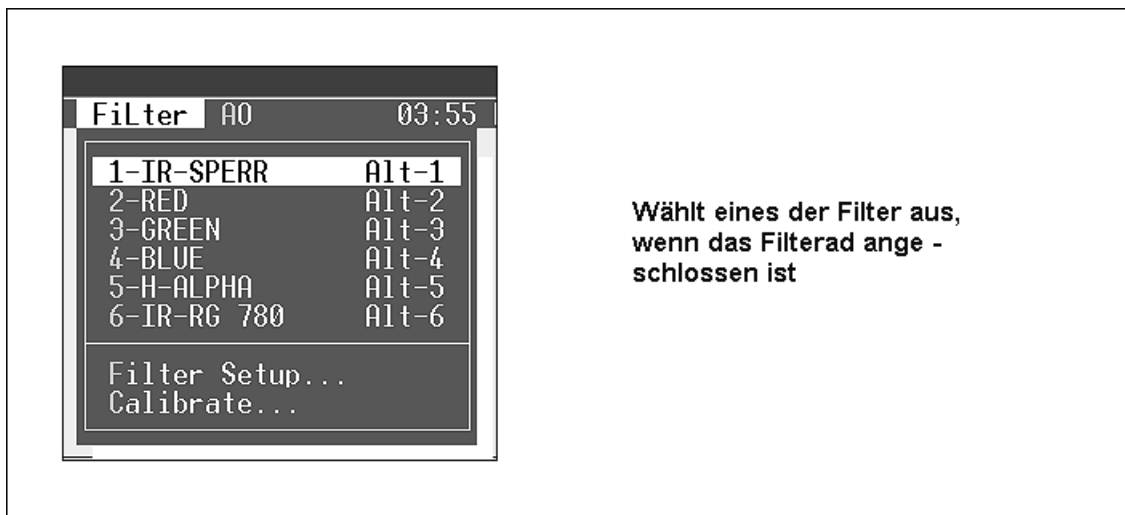 FiLter AO 03:55
1-IR-SPERR Alt-1
2-RED Alt-2
3-GREEN Alt-3
4-BLUE Alt-4
5-H-ALPHA Alt-5
6-IR-RG 780 Alt-6
Filter Setup...
Calibrate...
Wählt eines der Filter aus,
wenn das Filterad ange -
schlossen ist